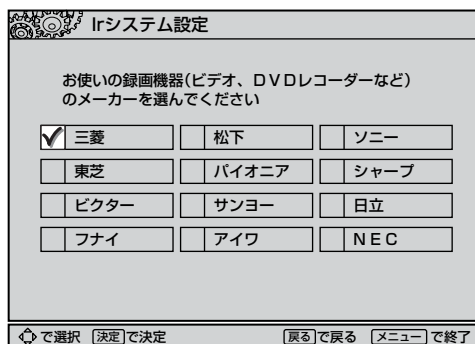 Irシステム設定
お使いの録画機器(ビデオ、DVDレコーダーなど)
のメーカーを選んでください
三菱 松下 ソニー
東芝 パイオニア シャープ
ビクター サンヨー 日立
フナイ アイワ NEC
で選択 決定で決定 戻るで戻る メニューで終了